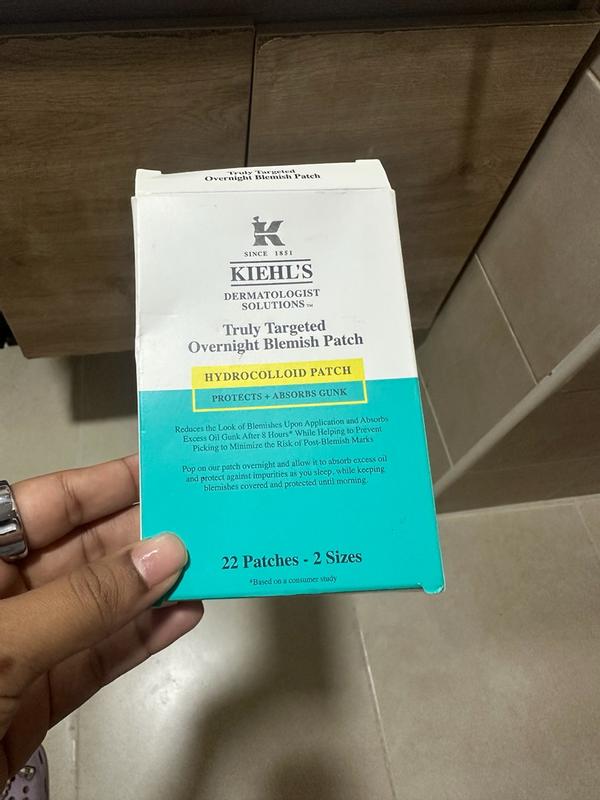 Truly Targeted
Overnight Blemish Patch
K
SINCE 1851
KIEHL'S
DERMATOLOGIST
SOLUTIONS™
Truly Targeted
Overnight Blemish Patch
HYDROCOLLOID PATCH
PROTECTS + ABSORBS GUNK
Reduces the Look of Blemishes Upon Application and Absorbs
Excess Oil Gunk After 8 Hours* While Helping to Prevent
Picking to Minimize the Risk of Post-Blemish Marks
Pop on our patch overnight and allow it to absorb excess oil
and protect against impurities as you sleep, while keeping
blemishes covered and protected until morning.
22 Patches - 2 Sizes
*Based on a consumer study